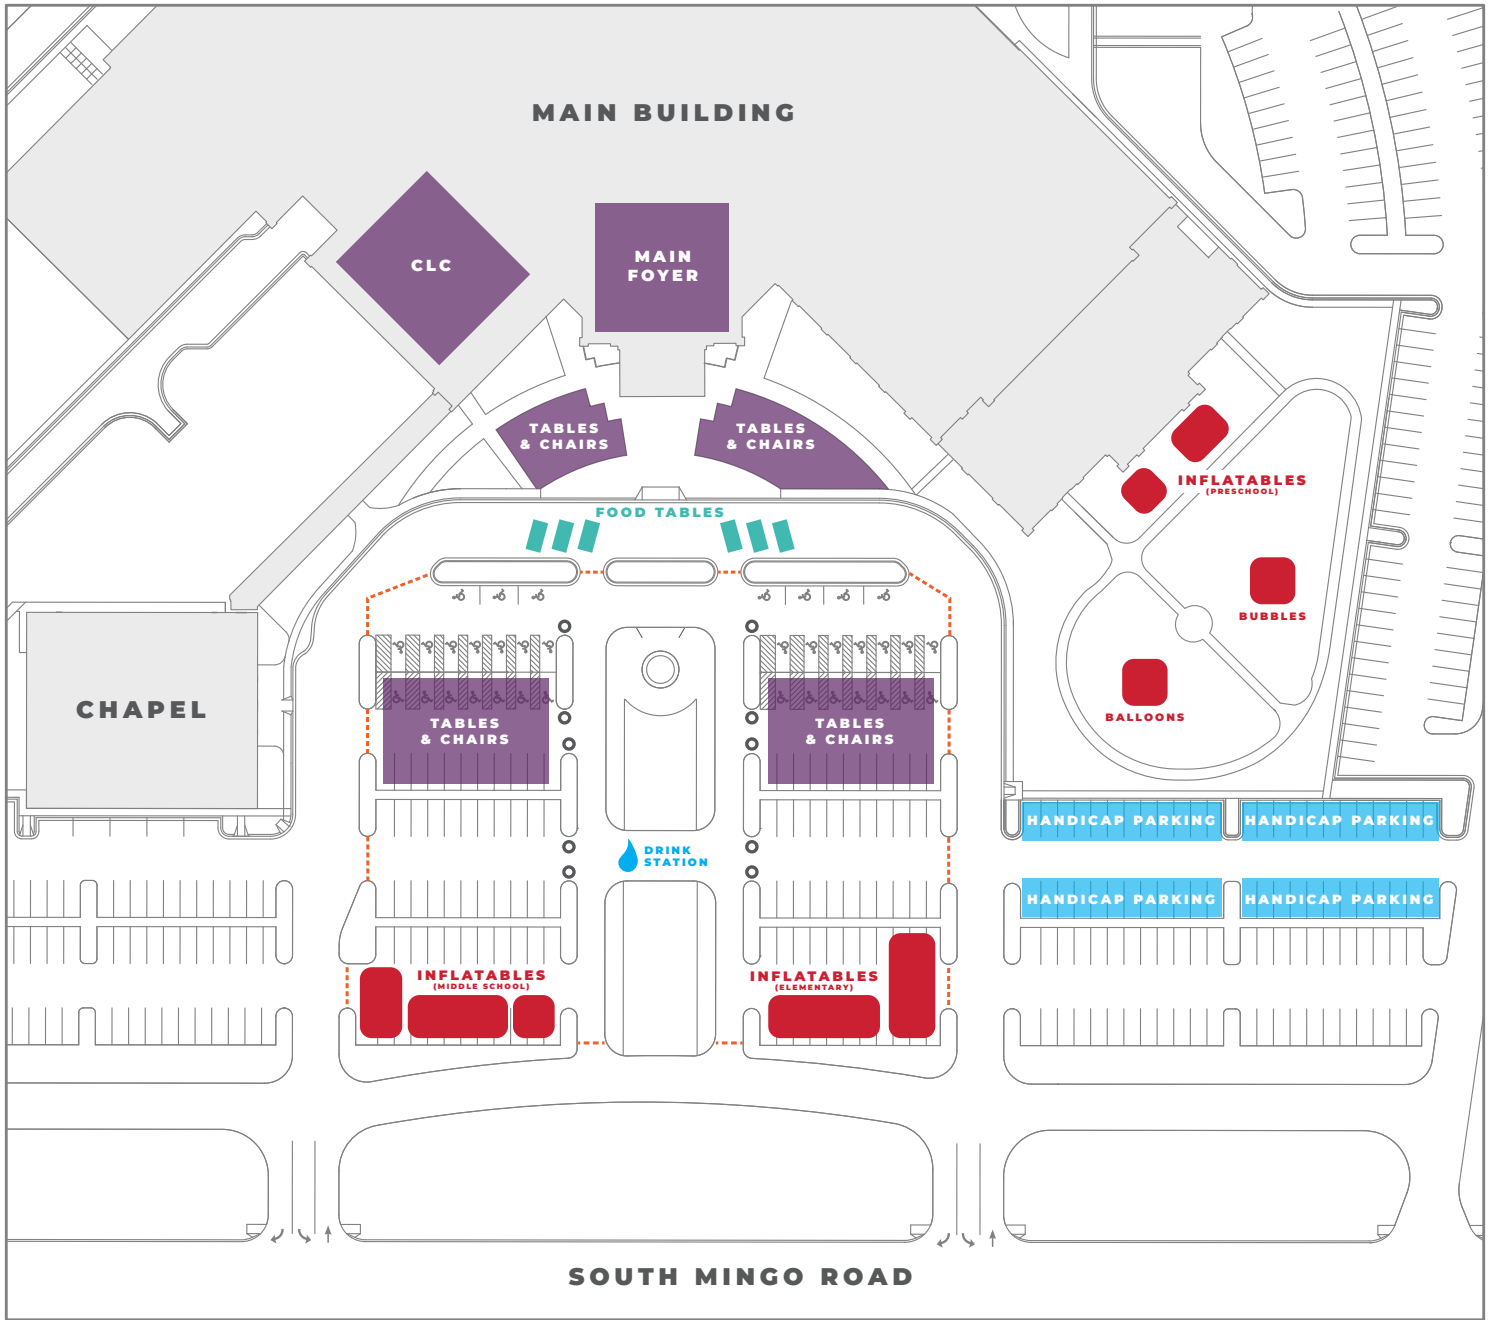 MAIN BUILDING
CLC
MAIN
FOYER
TABLES
& CHAIRS
TABLES
& CHAIRS
FOOD TABLES
INFLATABLES
(PRESCHOOL)
BUBBLES
BALLOONS
CHAPEL
TABLES
& CHAIRS
TABLES
& CHAIRS
HANDICAP PARKING
HANDICAP PARKING
DRINK
STATION
HANDICAP PARKING
HANDICAP PARKING
INFLATABLES
(MIDDLE SCHOOL)
INFLATABLES
(ELEMENTARY)
SOUTH MINGO ROAD